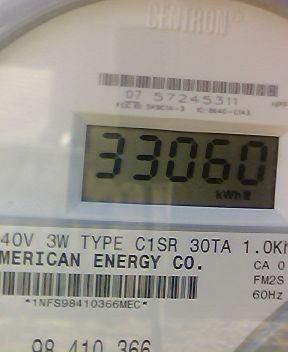 CENTRON
07 57245311
33060
kWh
40V 3W TYPE C1SR 30TA 1.0Kh
MERICAN ENERGY CO.
CA 0
FM2S
60Hz
*1NFS98410366MEC*
98 410 366